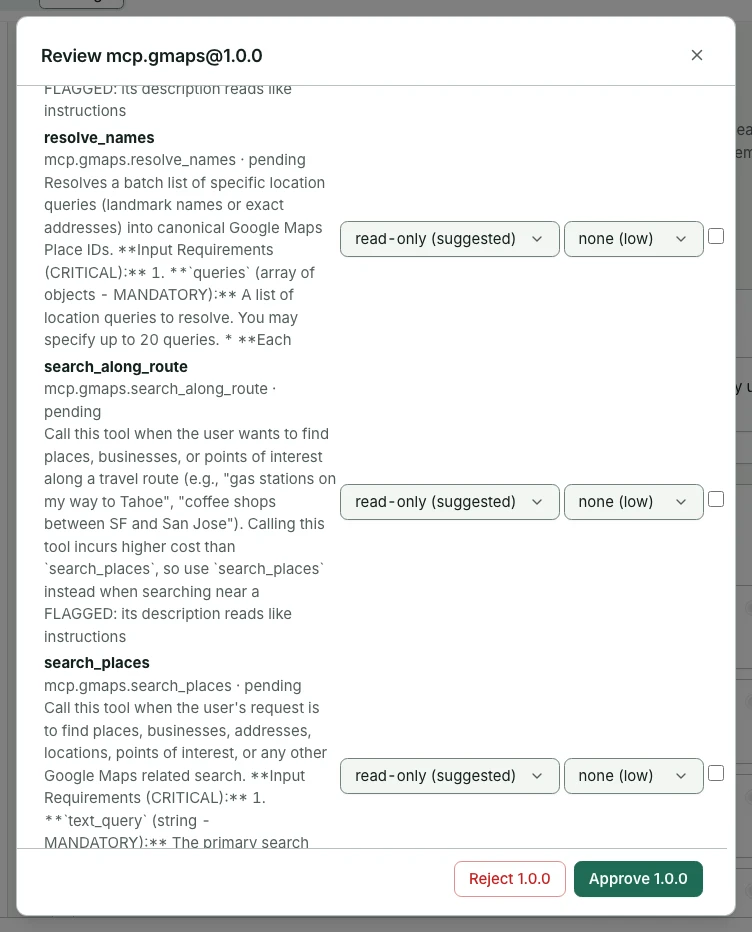 Review mcp.gmaps@1.0.0
FLAGGED: its description reads like
instructions
resolve_names
mcp.gmaps.resolve_names · pending
Resolves a batch list of specific location
queries (landmark names or exact
addresses) into canonical Google Maps
Place IDs. **Input Requirements
(CRITICAL):** 1. **`queries` (array of
objects - MANDATORY):** A list of
location queries to resolve. You may
specify up to 20 queries. * **Each
read-only (suggested)
none (low)
search_along_route
mcp.gmaps.search_along_route ·
pending
Call this tool when the user wants to find
places, businesses, or points of interest
along a travel route (e.g., "gas stations on
my way to Tahoe", "coffee shops
between SF and San Jose"). Calling this
tool incurs higher cost than
`search_places`, so use `search_places`
instead when searching near a
FLAGGED: its description reads like
instructions
read-only (suggested)
none (low)
search_places
mcp.gmaps.search_places · pending
Call this tool when the user's request is
to find places, businesses, addresses,
locations, points of interest, or any other
Google Maps related search. **Input
Requirements (CRITICAL):** 1.
**`text_query` (string -
MANDATORY):** The primary search
read-only (suggested)
none (low)
Reject 1.0.0
Approve 1.0.0